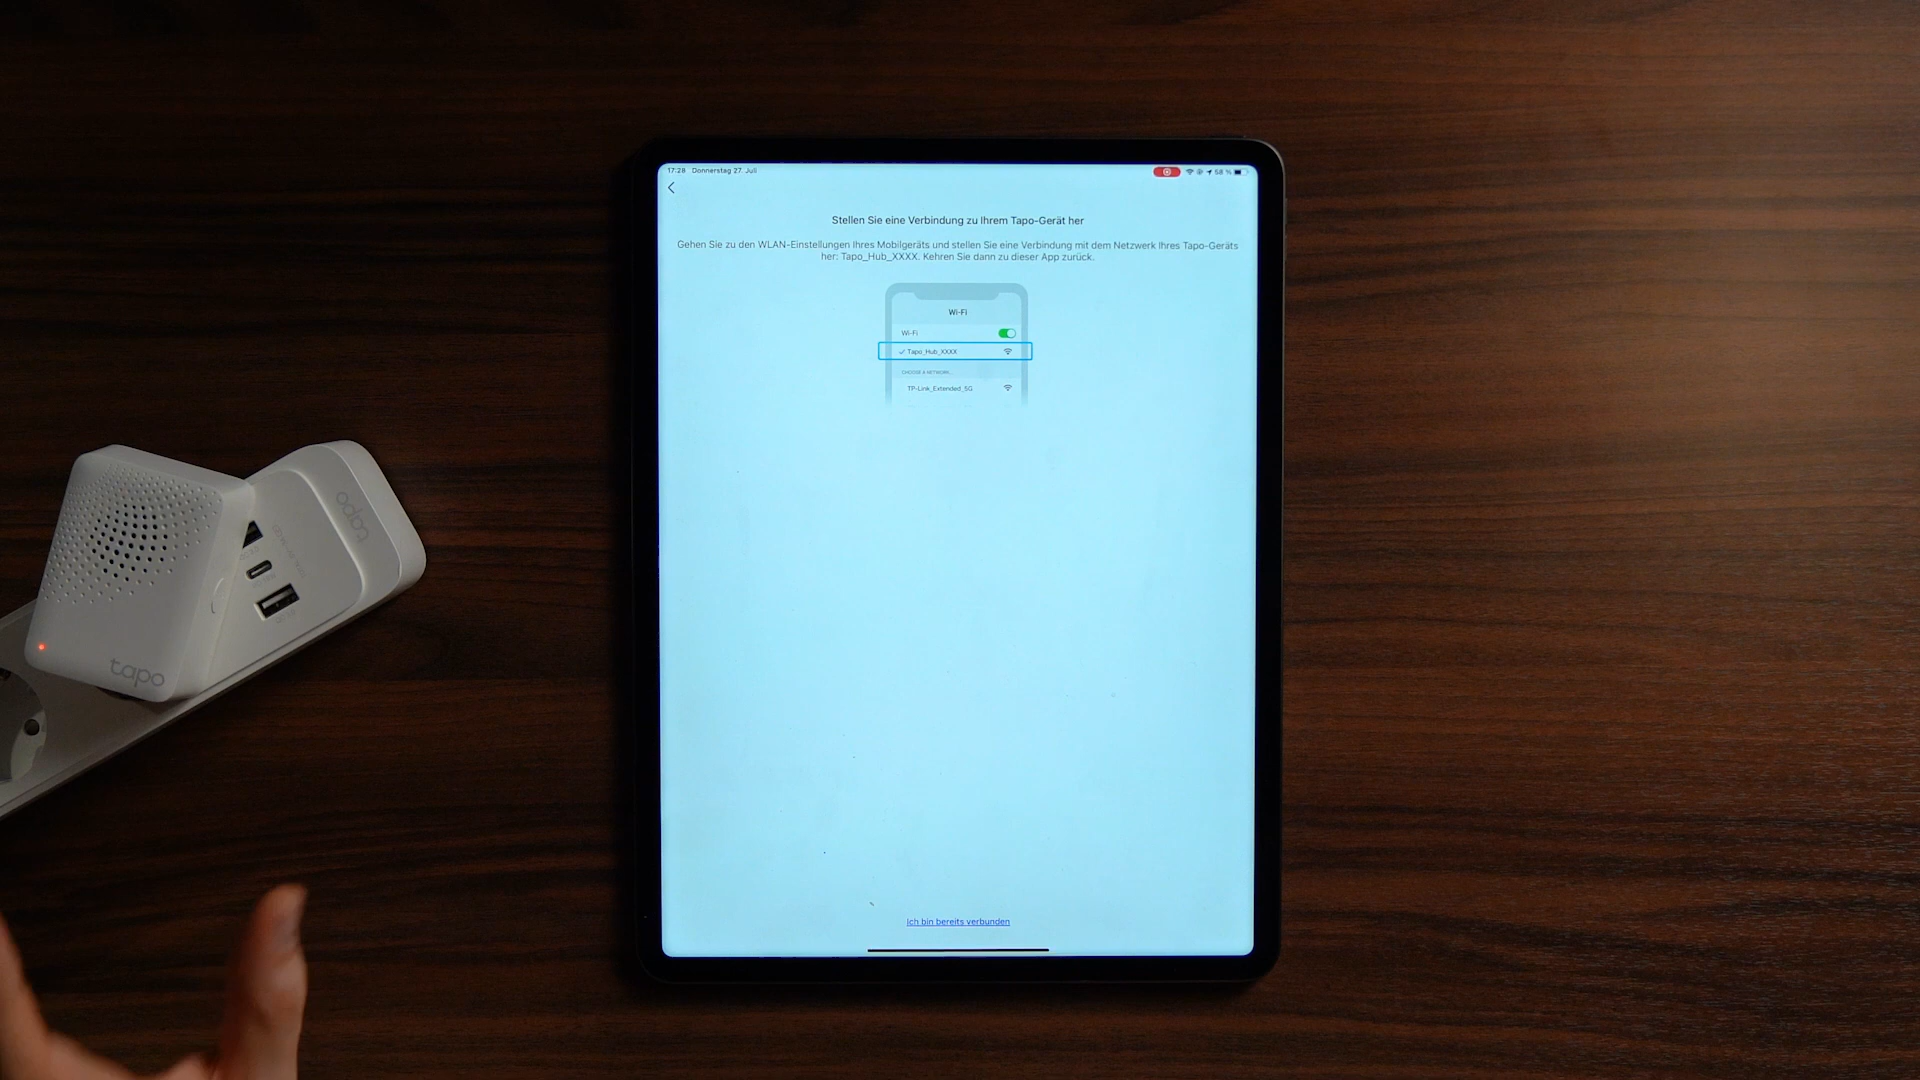 17:28 Donnerstag 27. Juli
58 %
Stellen Sie eine Verbindung zu Ihrem Tapo-Gerät her
Gehen Sie zu den WLAN-Einstellungen Ihres Mobilgeräts und stellen Sie eine Verbindung mit dem Netzwerk Ihres Tapo-Geräts
her: Tapo_Hub_XXXX. Kehren Sie dann zu dieser App zurück.
Wi-Fi
Wi-Fi
Tapo_Hub_XXXX
CHOOSE A NETWORK...
TP-Link_Extended_5G
Ich bin bereits verbunden
tapo
tapo